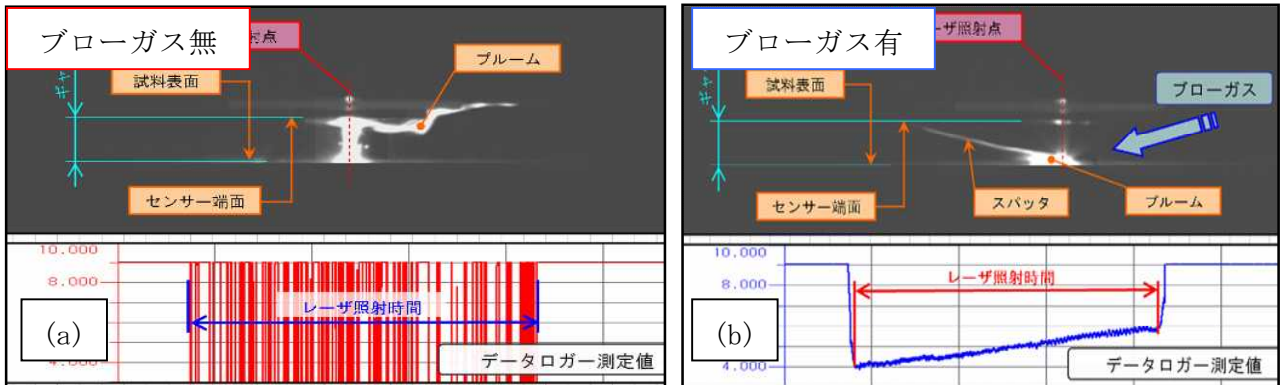 ブローガス無
射点
試料表面
プルーム
センサー端面
10.000
8.000
レーザ照射時間
(a)
4.000
データロガー測定値
ブローガス有
ーザ照射点
試料表面
ブローガス
センサー端面
スパッタ
プルーム
10.000
8.000
レーザ照射時間
(b)
4.000
データロガー測定値